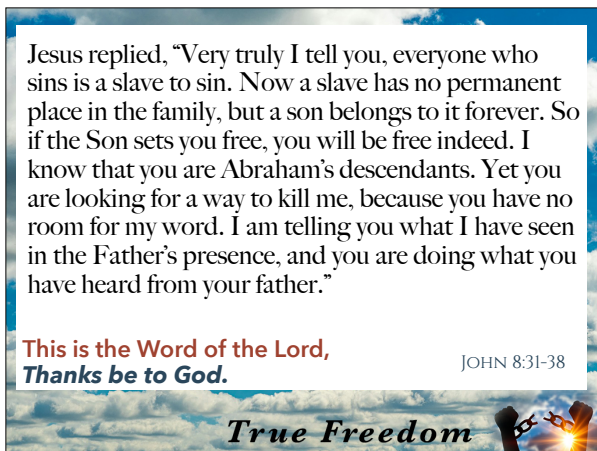 Jesus replied, “Very truly I tell you, everyone who
sins is a slave to sin. Now a slave has no permanent
place in the family, but a son belongs to it forever. So
if the Son sets you free, you will be free indeed. I
know that you are Abraham’s descendants. Yet you
are looking for a way to kill me, because you have no
room for my word. I am telling you what I have seen
in the Father’s presence, and you are doing what you
have heard from your father.”
This is the Word of the Lord,
Thanks be to God.
John 8:31-38
True Freedom